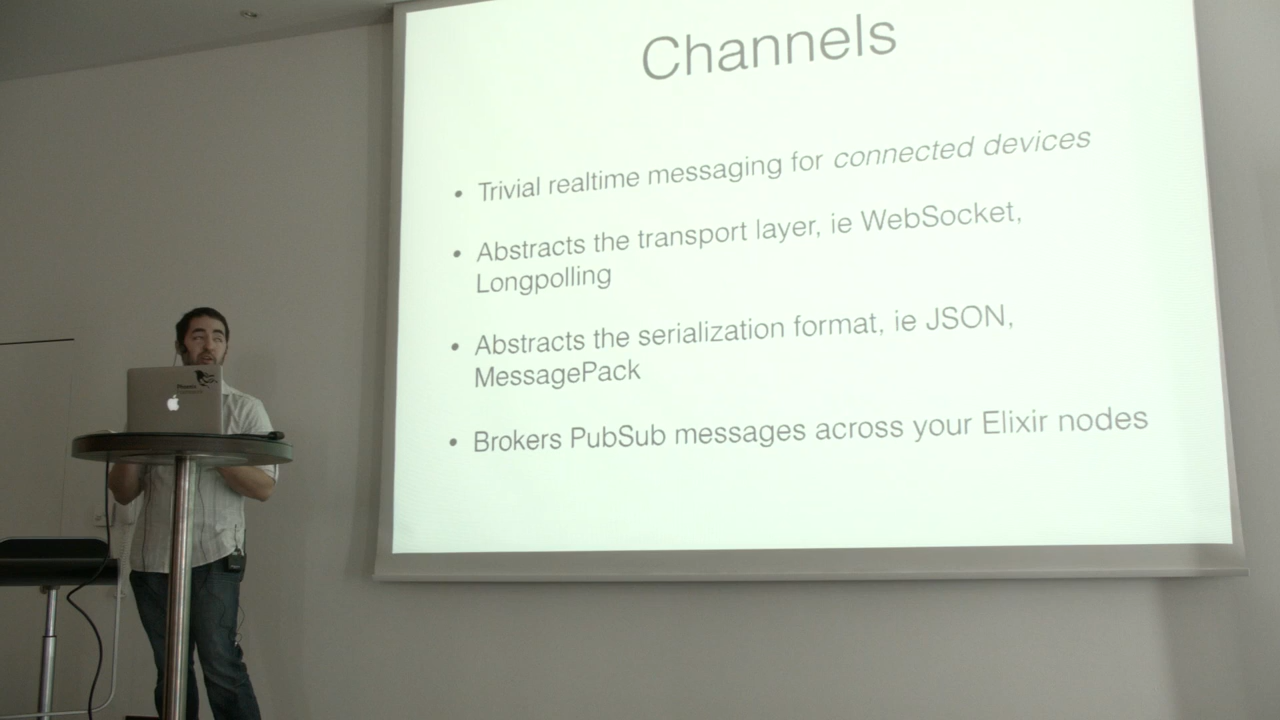 Channels
• Trivial realtime messaging for connected devices
• Abstracts the transport layer, ie WebSocket,
Longpolling
• Abstracts the serialization format, ie JSON,
MessagePack
• Brokers PubSub messages across your Elixir nodes